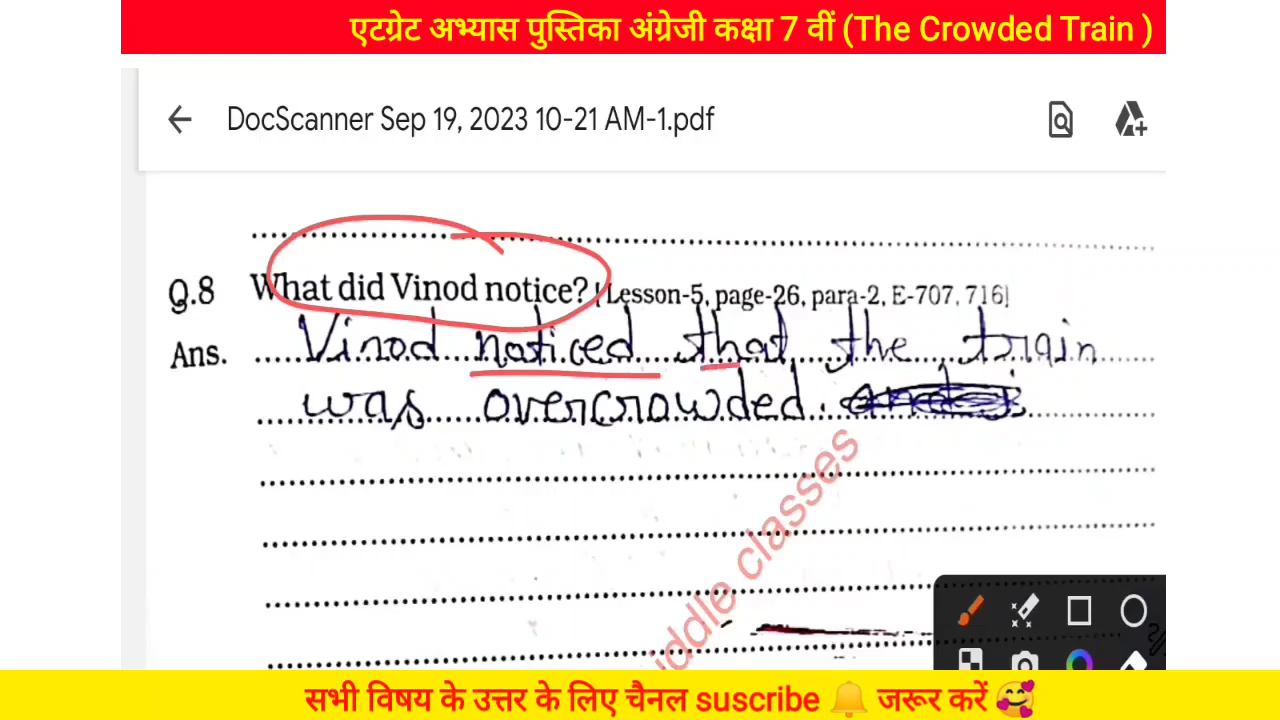 एटग्रेट अभ्यास पुस्तिका अंग्रेजी कक्षा 7 वीं (The Crowded Train )
DocScanner Sep 19, 2023 10-21 AM-1.pdf
Q.8 What did Vinod notice? [Lesson-5, page-26, para-2, E-707, 716]
Ans. Vinod noticed that the train
was overcrowded.
ddle classes
सभी विषय के उत्तर के लिए चैनल suscribe 🔔 जरूर करें 🥰